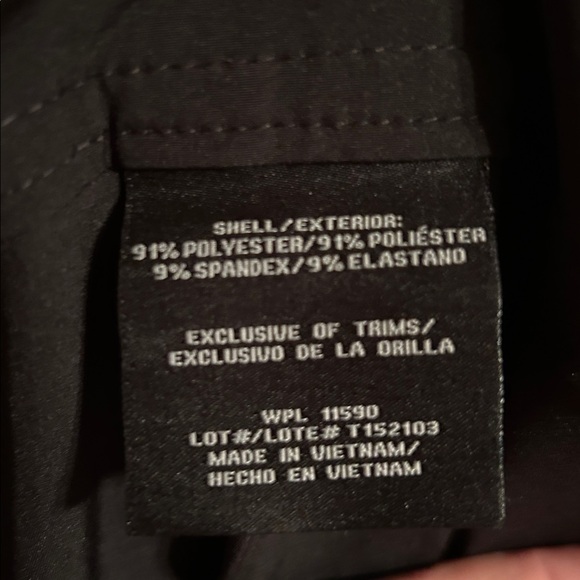 SHELL/EXTERIOR:
91% POLYESTER/91% POLIÉSTER
9% SPANDEX/9% ELASTANO
EXCLUSIVE OF TRIMS/
EXCLUSIVO DE LA ORILLA
WPL 11590
LOT#/LOTE# T152103
MADE IN VIETNAM/
HECHO EN VIETNAM